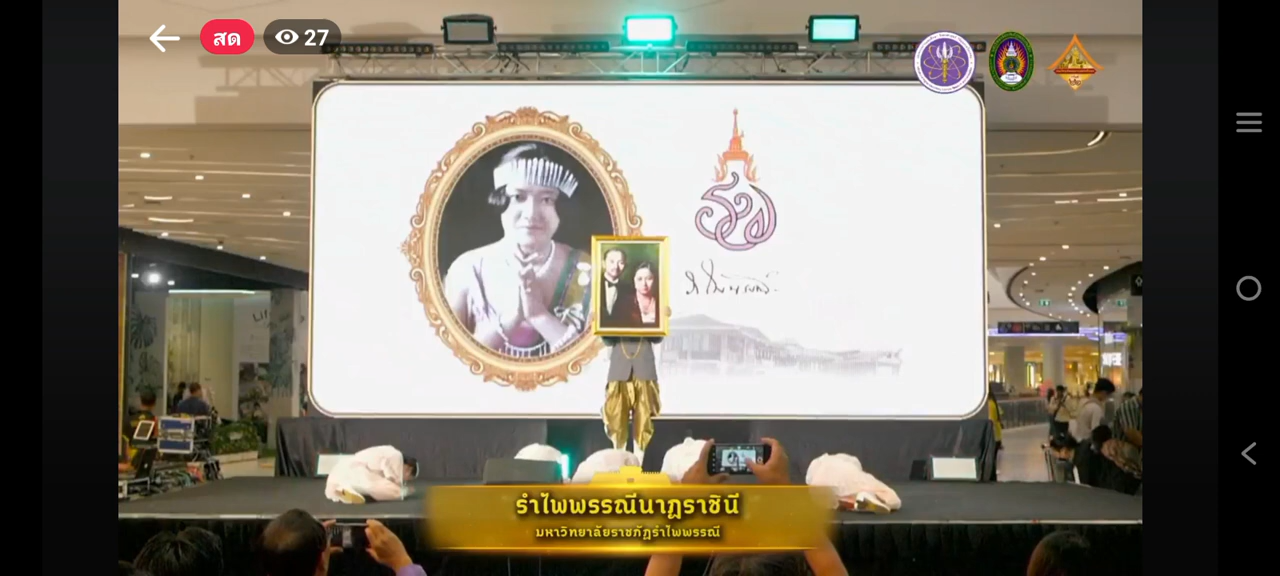 สด
27
รำไพพรรณีนาฏราชินี
มหาวิทยาลัยราชภัฏรำไพพรรณี